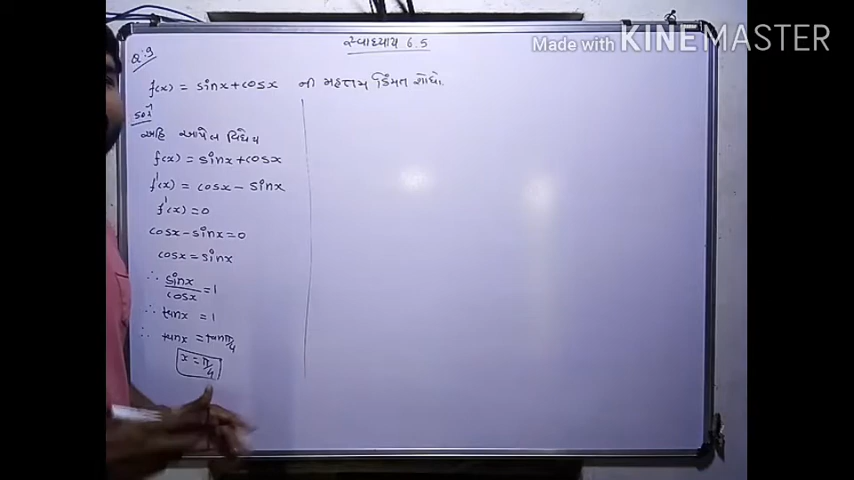 સ્વાધ્યાય 6.5
Made with KINEMASTER
Q:9
f(x) = sinx+cosx ની મહત્તમ કિંમત શોધો.
Solⁿ
અહિ આપેલ વિધેય
f(x) = sinx+cosx
f'(x) = cosx - sinx
f'(x) = 0
cosx-sinx=0
cosx = sinx
∴ sinx/cosx = 1
∴ tanx = 1
∴ tanx = tanπ/4
x = π/4